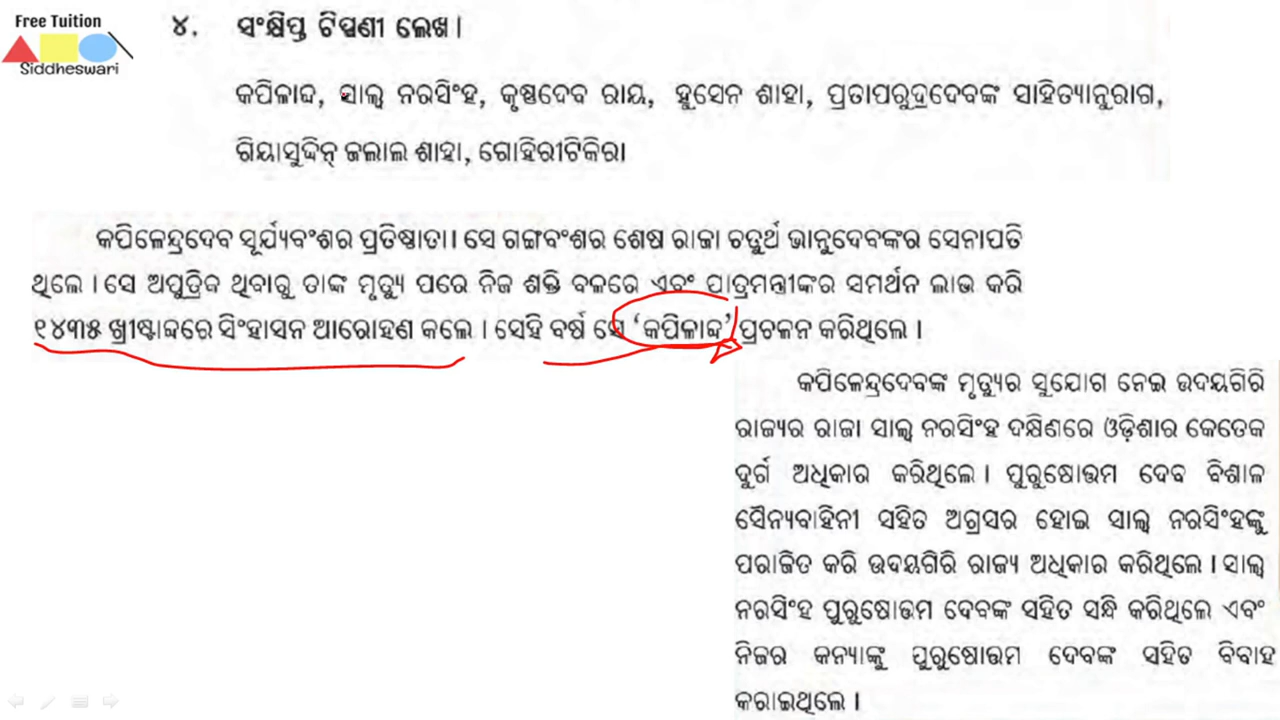 Free Tuition
Siddheswari
୪. ସଂକ୍ଷିପ୍ତ ଟିପ୍ପଣୀ ଲେଖ।
କପିଳାବ୍ଦ, ସାଲ୍ୱ ନରସିଂହ, କୃଷ୍ଣଦେବ ରାୟ, ହୁସେନ ଶାହା, ପ୍ରତାପରୁଦ୍ରଦେବଙ୍କ ସାହିତ୍ୟାନୁରାଗ,
ଗିୟାସୁଦ୍ଦିନ୍ ଜଲାଲ ଶାହା, ଗୋହିରୀଟିକିରା
କପିଳେନ୍ଦ୍ରଦେବ ସୂର୍ଯ୍ୟବଂଶର ପ୍ରତିଷ୍ଠାତା। ସେ ଗଙ୍ଗବଂଶର ଶେଷ ରାଜା ଚତୁର୍ଥ ଭାନୁଦେବଙ୍କର ସେନାପତି
ଥିଲେ । ସେ ଅପୁତ୍ରିକ ଥିବାରୁ ତାଙ୍କ ମୃତ୍ୟୁ ପରେ ନିଜ ଶକ୍ତି ବଳରେ ଏବଂ ପାତ୍ରମନ୍ତ୍ରୀଙ୍କର ସମର୍ଥନ ଲାଭ କରି
୧୪୩୫ ଖ୍ରୀଷ୍ଟାବ୍ଦରେ ସିଂହାସନ ଆରୋହଣ କଲେ । ସେହି ବର୍ଷ ସେ ‘କପିଳାବ୍ଦ’ ପ୍ରଚଳନ କରିଥିଲେ ।
କପିଳେନ୍ଦ୍ରଦେବଙ୍କ ମୃତ୍ୟୁର ସୁଯୋଗ ନେଇ ଉଦୟଗିରି
ରାଜ୍ୟର ରାଜା ସାଲ୍ୱ ନରସିଂହ ଦକ୍ଷିଣରେ ଓଡ଼ିଶାର କେତେକ
ଦୁର୍ଗ ଅଧିକାର କରିଥିଲେ । ପୁରୁଷୋତ୍ତମ ଦେବ ବିଶାଳ
ସୈନ୍ୟବାହିନୀ ସହିତ ଅଗ୍ରସର ହୋଇ ସାଲ୍ୱ ନରସିଂହଙ୍କୁ
ପରାଜିତ କରି ଉଦୟଗିରି ରାଜ୍ୟ ଅଧିକାର କରିଥିଲେ । ସାଲ୍ୱ
ନରସିଂହ ପୁରୁଷୋତ୍ତମ ଦେବଙ୍କ ସହିତ ସନ୍ଧି କରିଥିଲେ ଏବଂ
ନିଜର କନ୍ୟାଙ୍କୁ ପୁରୁଷୋତ୍ତମ ଦେବଙ୍କ ସହିତ ବିବାହ
କରାଇଥିଲେ ।